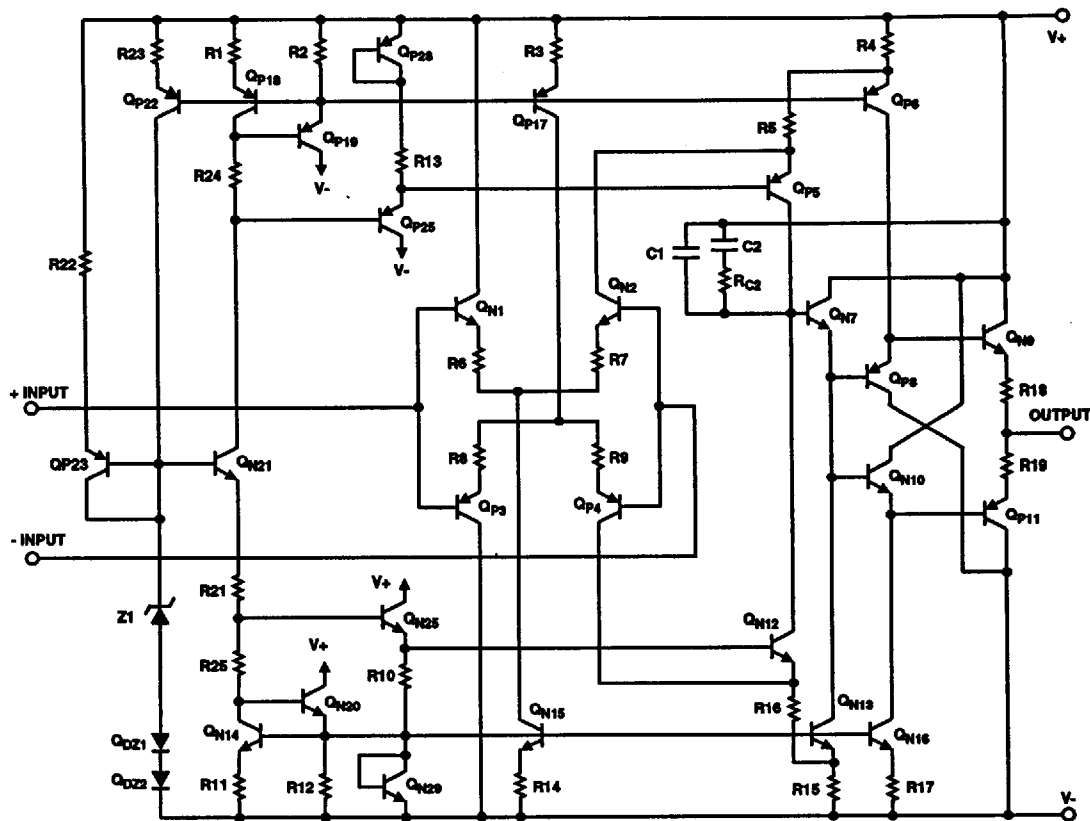 V+
R23
R1
R2
QP28
R3
R4
QP22
QP18
QP19
QP17
QP6
R5
V-
R24
R13
QP25
V-
QP5
R22
C1
C2
RC2
QN1
QN2
QN7
QN9
R6
R7
QP8
R18
+ INPUT
OUTPUT
QP23
QN21
R8
R9
QN10
R19
QP3
QP4
QP11
- INPUT
R21
V+
Z1
QN25
QN12
R25
V+
R10
QN20
R16
QN13
QDZ1
QN14
QN15
QN16
QDZ2
R11
R12
QN29
R14
R15
R17
V-